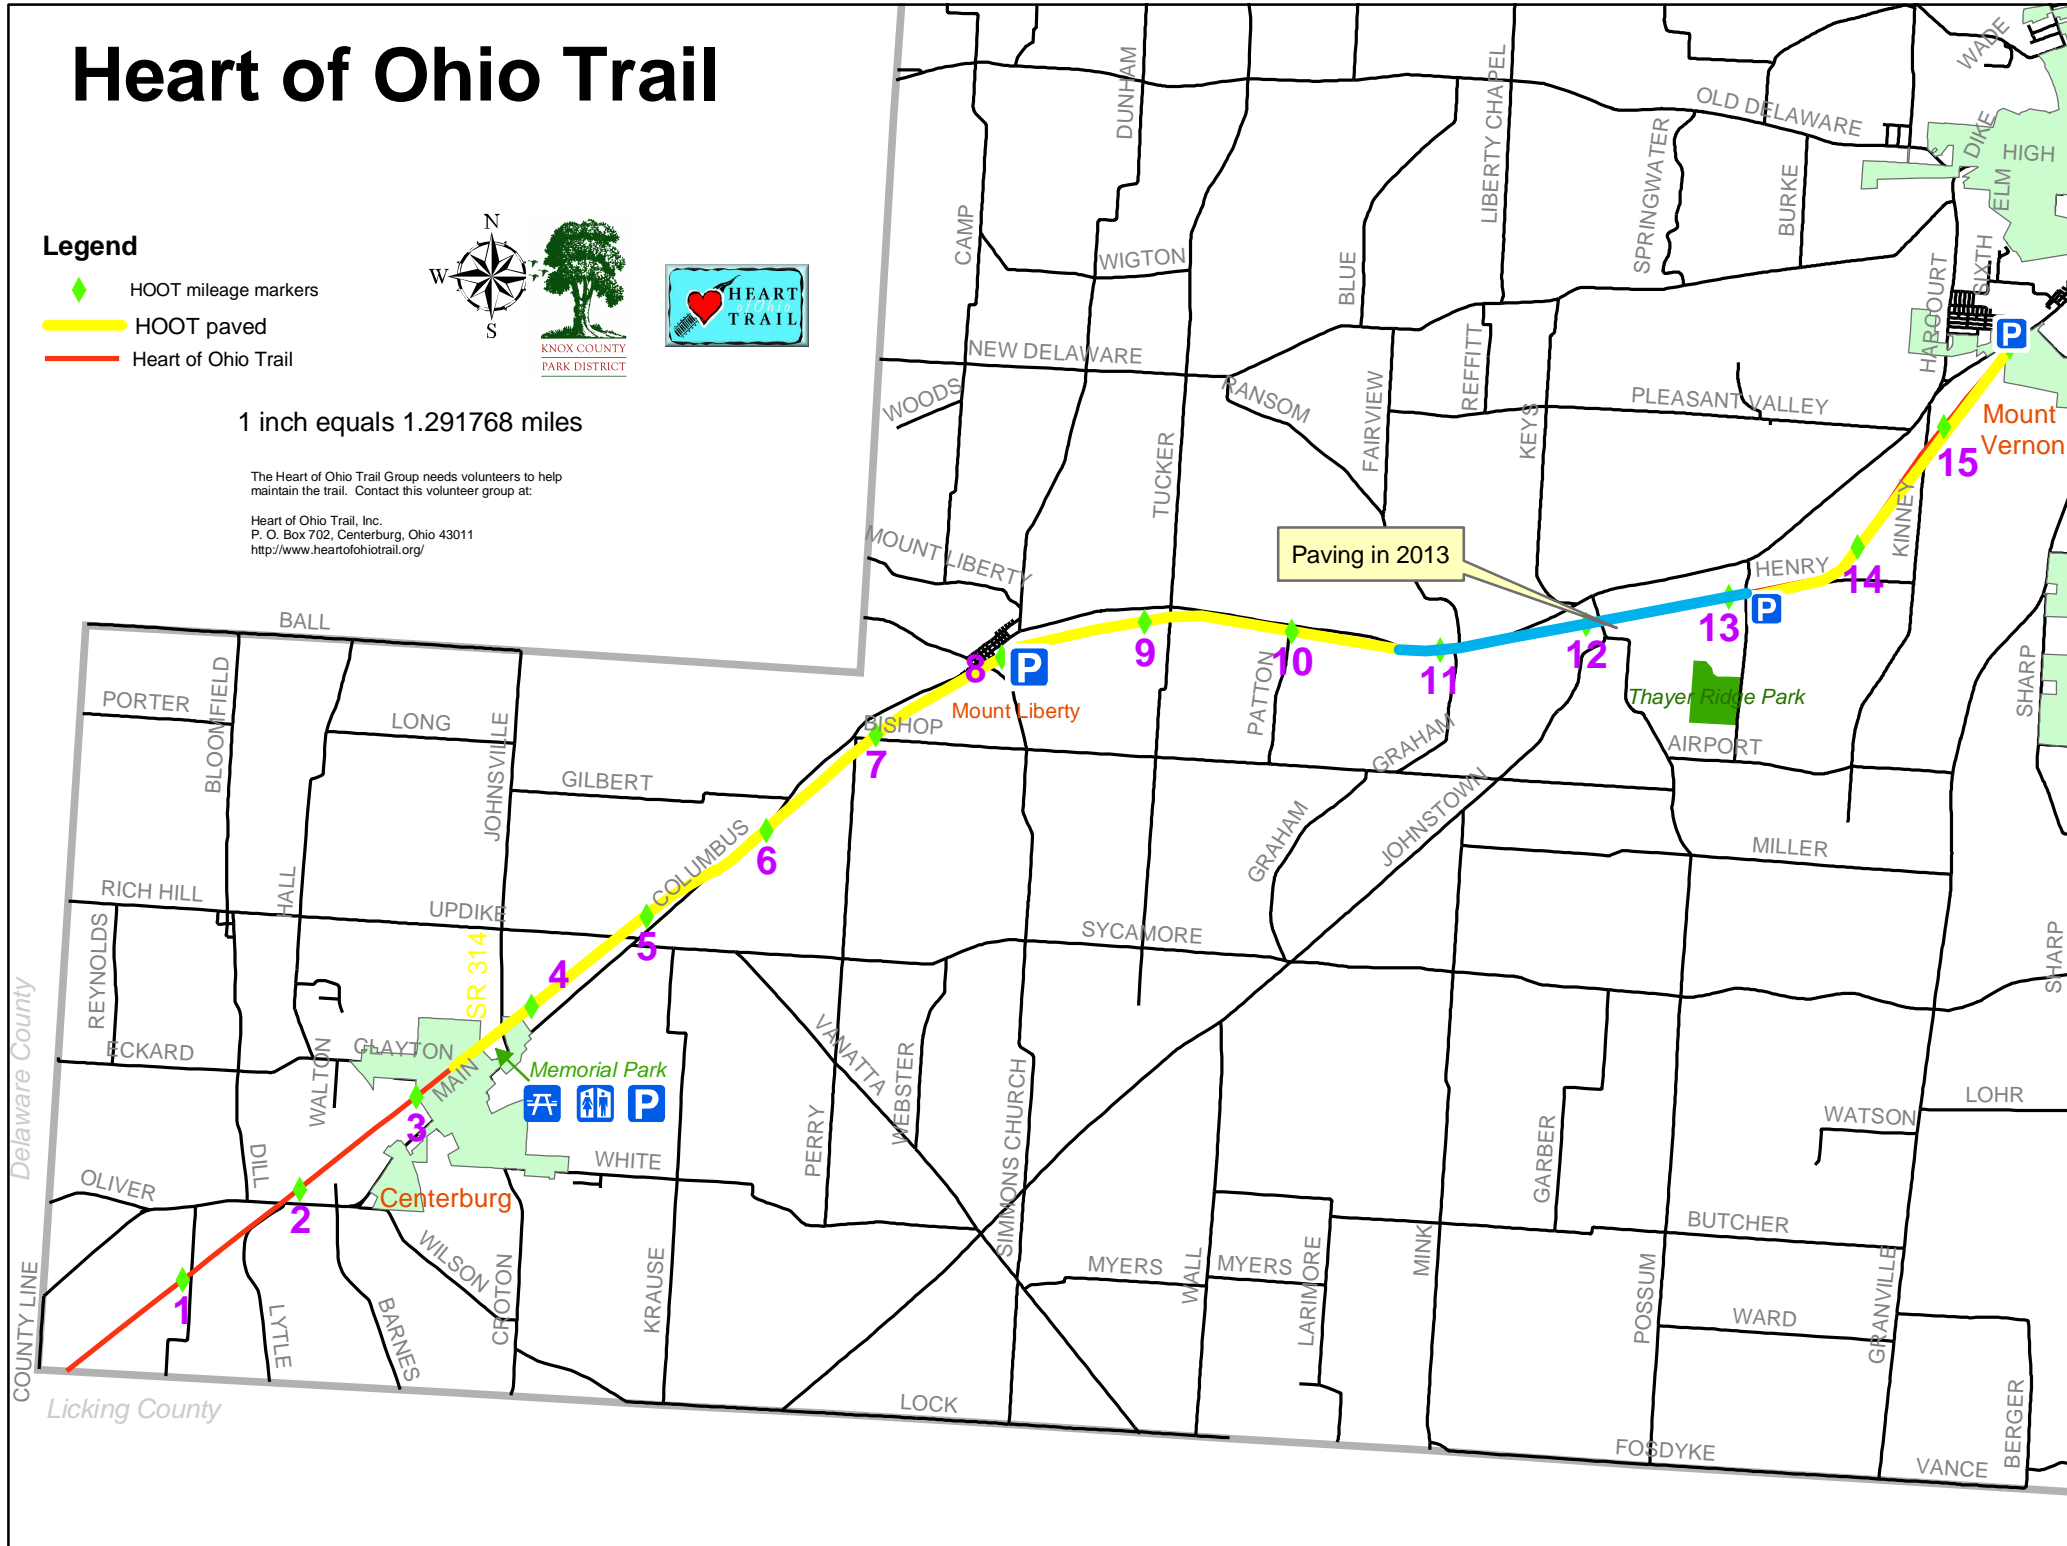 Heart of Ohio Trail
Legend
HOOT mileage markers
HOOT paved
Heart of Ohio Trail
N
W
S
KNOX COUNTY
PARK DISTRICT
HEART
of Ohio
TRAIL
1 inch equals 1.291768 miles
The Heart of Ohio Trail Group needs volunteers to help
maintain the trail. Contact this volunteer group at:
Heart of Ohio Trail, Inc.
P. O. Box 702, Centerburg, Ohio 43011
http://www.heartofohiotrail.org/
WADE
DUNHAM
LIBERTY CHAPEL
OLD DELAWARE
SPRINGWATER
DIKE
HIGH
ELM
BURKE
CAMP
WIGTON
BLUE
HARCOURT
SIXTH
P
NEW DELAWARE
WOODS
RANSOM
FAIRVIEW
REFFITT
KEYS
PLEASANT VALLEY
Mount
Vernon
15
TUCKER
KINNEY
MOUNT LIBERTY
Paving in 2013
HENRY
14
P
13
12
11
10
9
8
P
Mount Liberty
BISHOP
7
PATTON
GRAHAM
Thayer Ridge Park
AIRPORT
SHARP
BALL
PORTER
BLOOMFIELD
LONG
JOHNSVILLE
GILBERT
COLUMBUS
6
GRAHAM
JOHNSTOWN
MILLER
RICH HILL
HALL
UPDIKE
5
SYCAMORE
SHARP
REYNOLDS
SR 314
4
Delaware County
ECKARD
WALTON
CLAYTON
MAIN
Memorial Park
P
3
VANATTA
WEBSTER
PERRY
SIMMONS CHURCH
GARBER
WATSON
LOHR
OLIVER
DILL
2
Centerburg
WHITE
WILSON
CROTON
KRAUSE
MYERS
WALL
MYERS
LARIMORE
MINK
BUTCHER
POSSUM
GRANVILLE
WARD
1
COUNTY LINE
LYTLE
BARNES
Licking County
LOCK
FOSDYKE
VANCE
BERGER